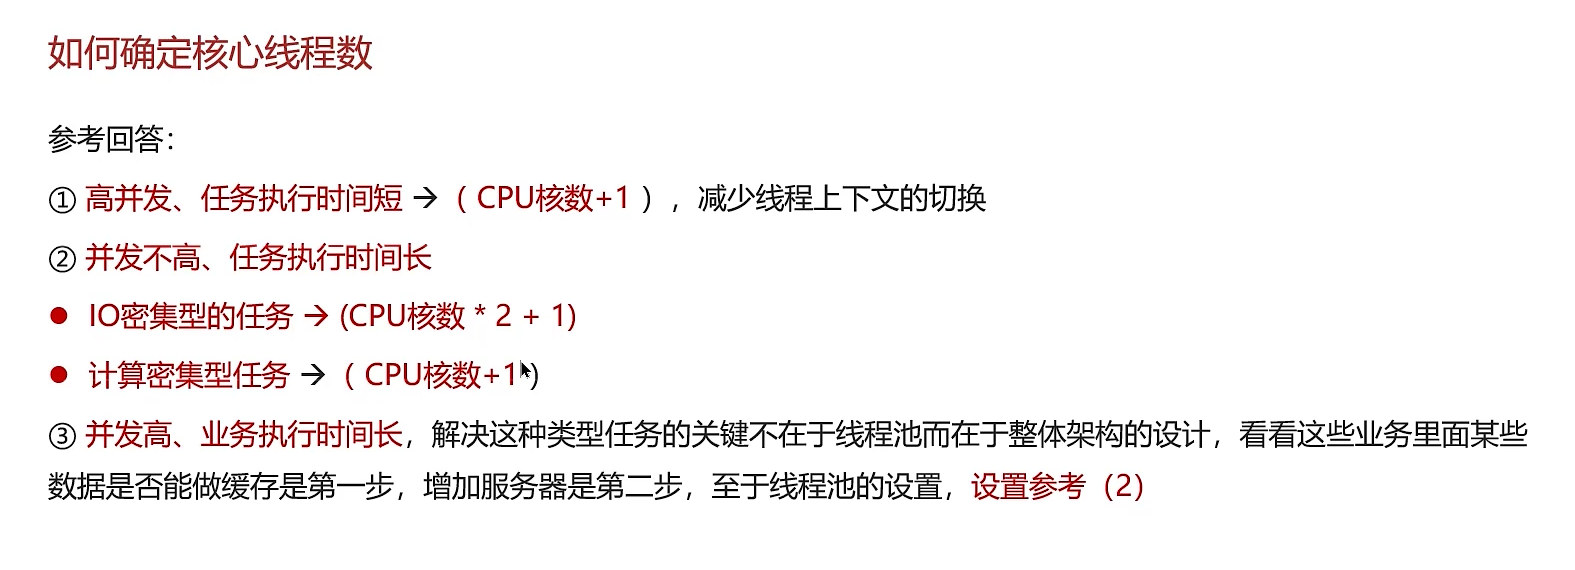 如何确定核心线程数
参考回答：
① 高并发、任务执行时间短 → （ CPU核数+1 ），减少线程上下文的切换
② 并发不高、任务执行时间长
● IO密集型的任务 → (CPU核数 * 2 + 1)
● 计算密集型任务 → （ CPU核数+1 ）
③ 并发高、业务执行时间长，解决这种类型任务的关键不在于线程池而在于整体架构的设计，看看这些业务里面某些
数据是否能做缓存是第一步，增加服务器是第二步，至于线程池的设置，设置参考（2）